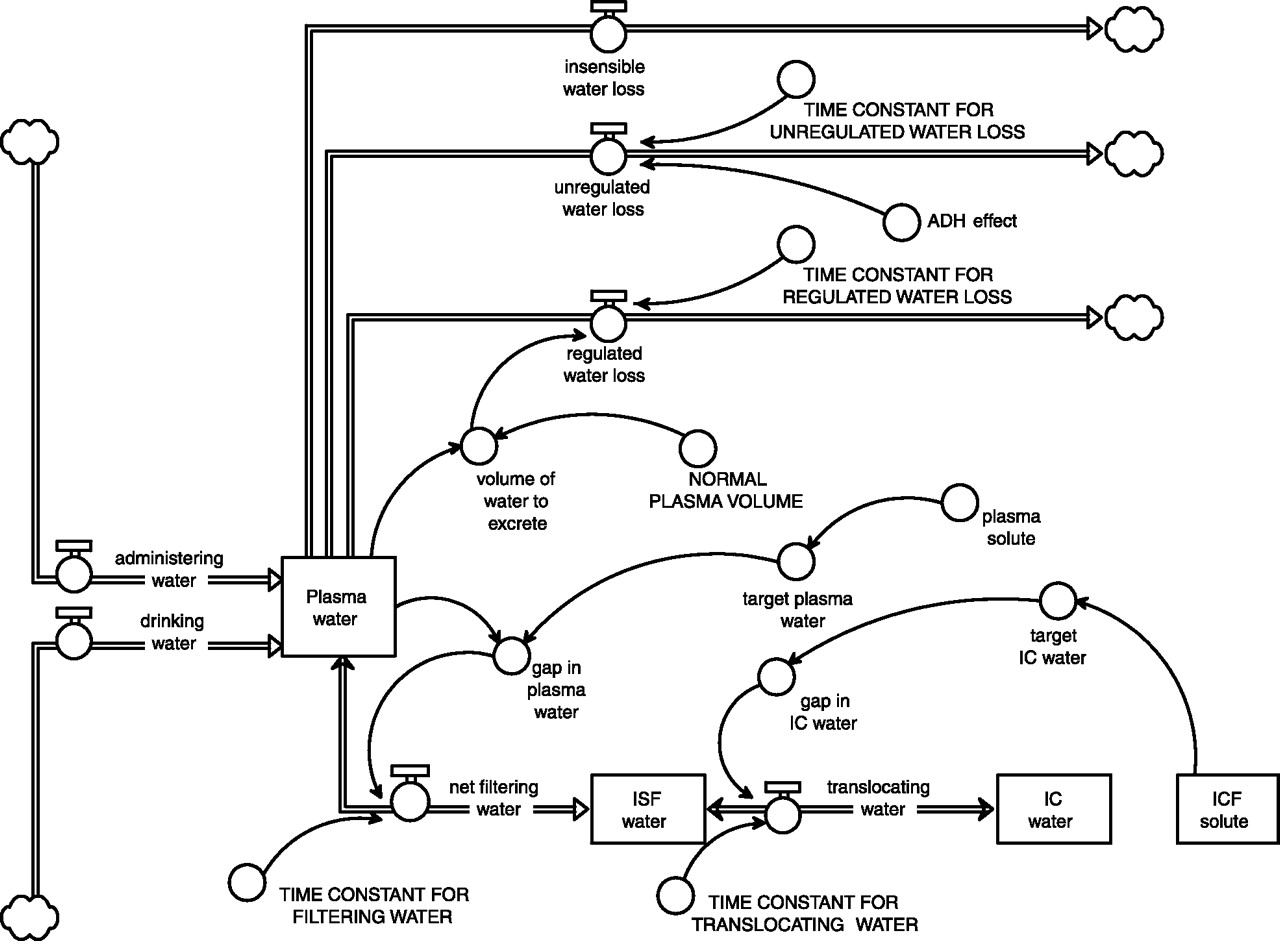 insensible
water loss
TIME CONSTANT FOR
UNREGULATED WATER LOSS
unregulated
water loss
ADH effect
TIME CONSTANT FOR
REGULATED WATER LOSS
regulated
water loss
volume of
water to
excrete
NORMAL
PLASMA VOLUME
plasma
solute
administering
water
drinking
water
Plasma
water
target plasma
water
target
IC water
gap in
plasma
water
gap in
IC water
net filtering
water
ISF
water
translocating
water
IC
water
ICF
solute
TIME CONSTANT FOR
FILTERING WATER
TIME CONSTANT FOR
TRANSLOCATING WATER